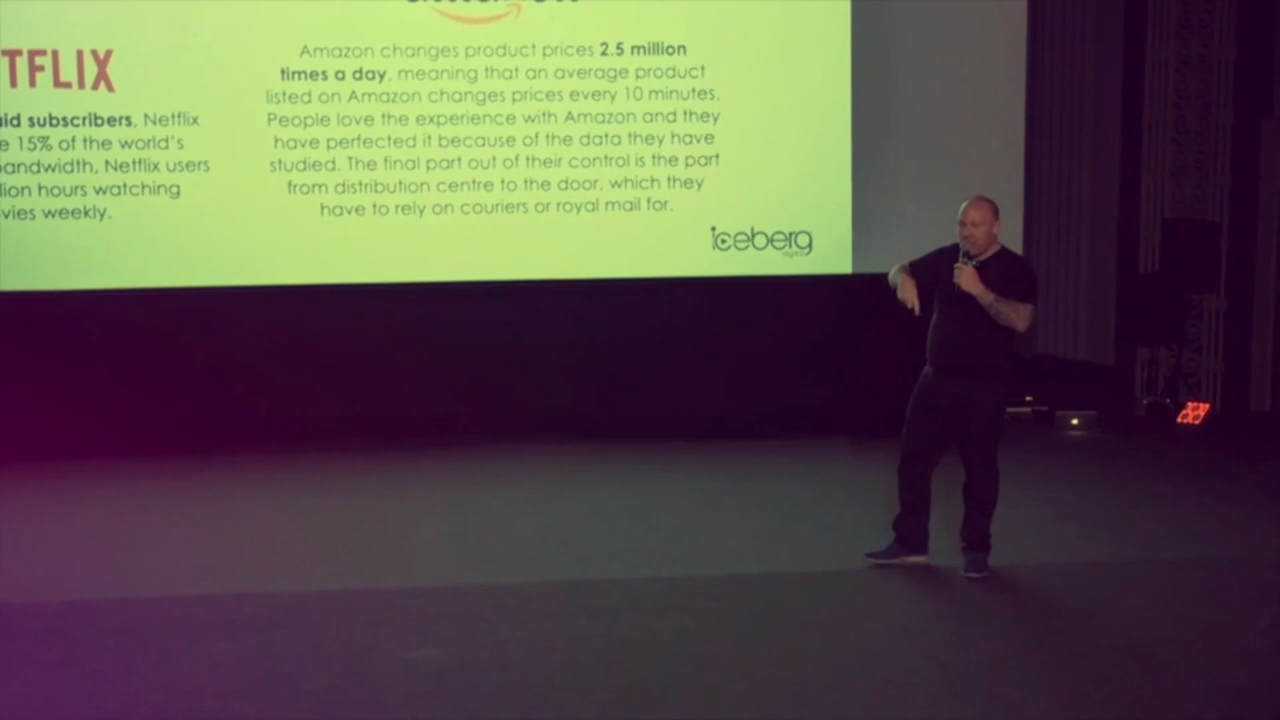 TFLIX
aid subscribers, Netflix
e 15% of the world's
bandwidth, Netflix users
lion hours watching
vies weekly.
Amazon changes product prices 2.5 million
times a day, meaning that an average product
listed on Amazon changes prices every 10 minutes.
People love the experience with Amazon and they
have perfected it because of the data they have
studied. The final part out of their control is the part
from distribution centre to the door, which they
have to rely on couriers or royal mail for.
iceberg
digital